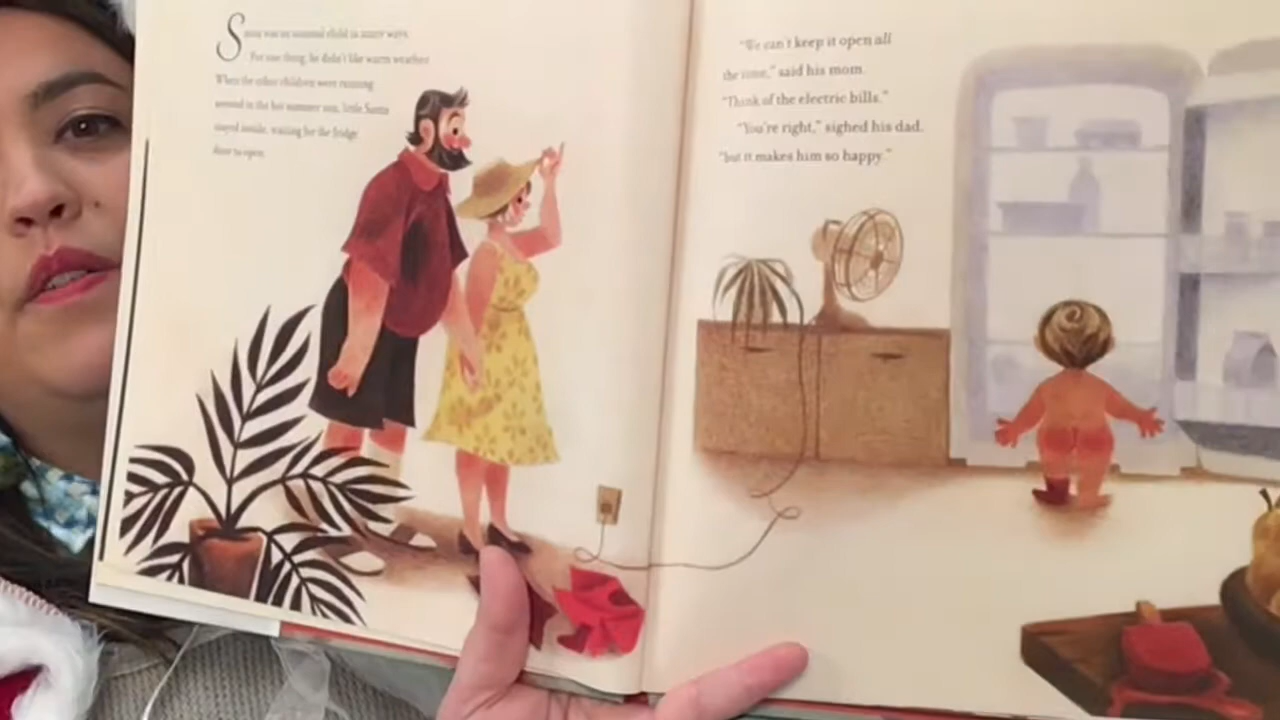 Santa was an unusual child in many ways.
For one thing, he didn't like warm weather.
When the other children were running
around in the hot summer sun, little Santa
stayed inside, waiting for the fridge
door to open.
"We can't keep it open all
the time," said his mom.
"Think of the electric bills."
"You're right," sighed his dad,
"but it makes him so happy."